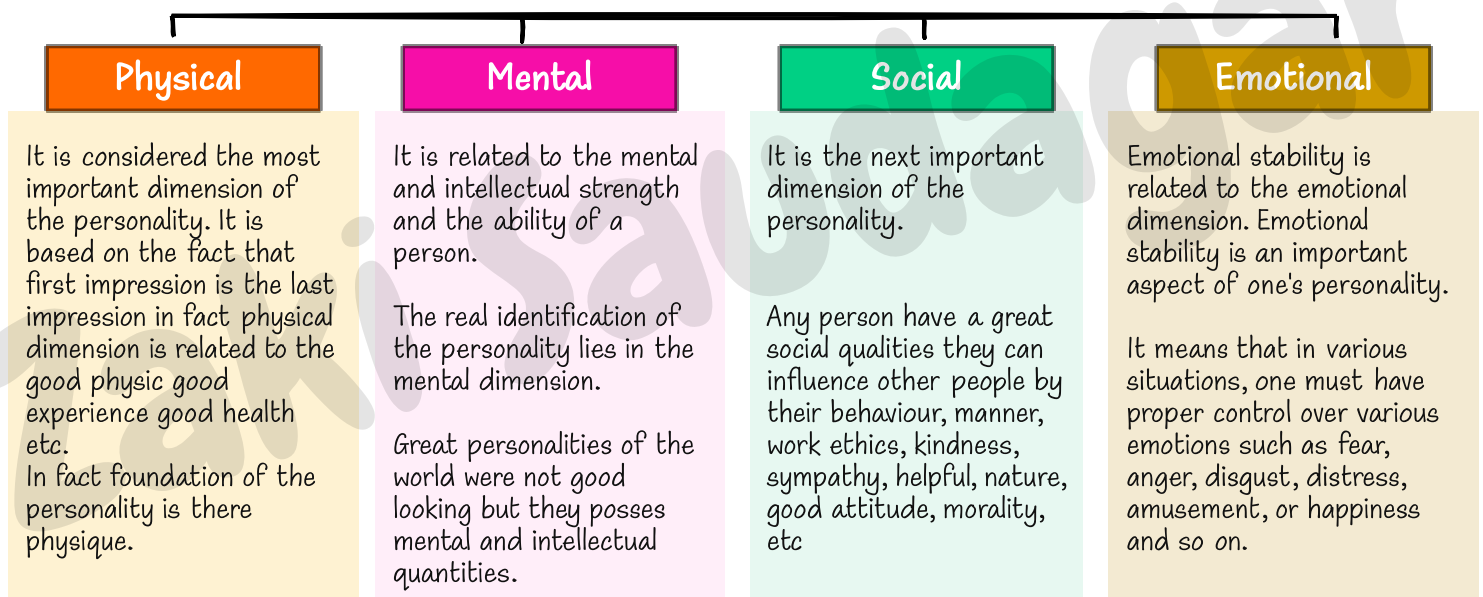 Physical
It is considered the most
important dimension of
the personality. It is
based on the fact that
first impression is the last
impression in fact physical
dimension is related to the
good physic good
experience good health
etc.
In fact foundation of the
personality is there
physique.
Mental
It is related to the mental
and intellectual strength
and the ability of a
person.
The real identification of
the personality lies in the
mental dimension.
Great personalities of the
world were not good
looking but they posses
mental and intellectual
quantities.
Social
It is the next important
dimension of the
personality.
Any person have a great
social qualities they can
influence other people by
their behaviour, manner,
work ethics, kindness,
sympathy, helpful, nature,
good attitude, morality,
etc
Emotional
Emotional stability is
related to the emotional
dimension. Emotional
stability is an important
aspect of one's personality.
It means that in various
situations, one must have
proper control over various
emotions such as fear,
anger, disgust, distress,
amusement, or happiness
and so on.
Zaki Saudagar